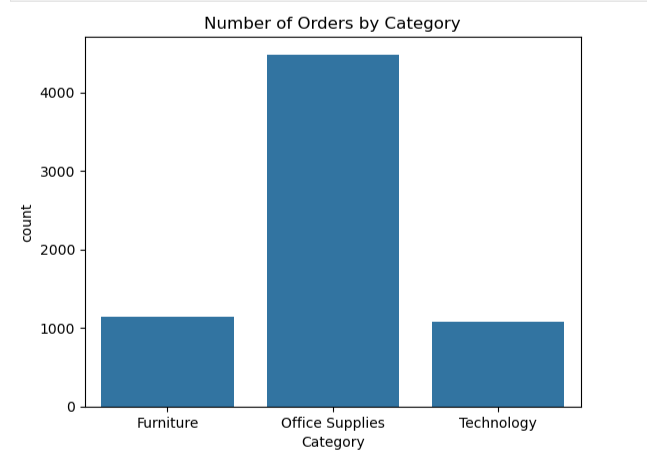 Number of Orders by Category
4000
3000
2000
1000
0
count
Furniture
Office Supplies
Technology
Category